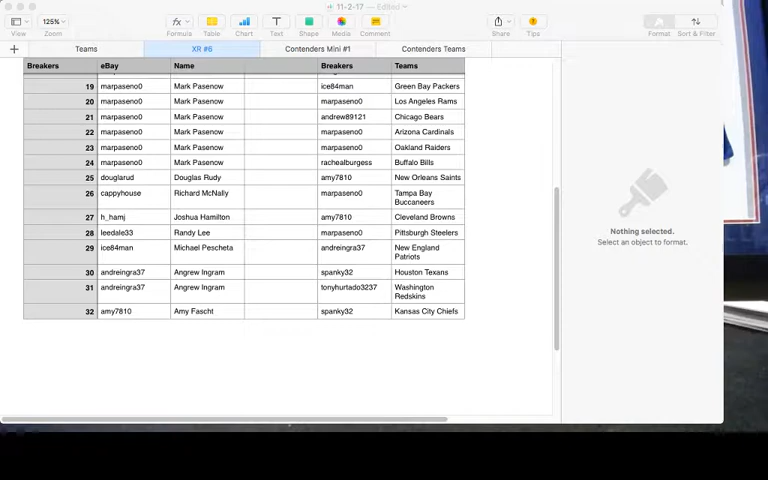 11-2-17 — Edited
125%
View Zoom Formula Table Chart Text Shape Media Comment Share Tips Format Sort & Filter
Teams XR #6 Contenders Mini #1 Contenders Teams
Breakers eBay Name Breakers Teams
19 marpaseno0 Mark Pasenow ice84man Green Bay Packers
20 marpaseno0 Mark Pasenow marpaseno0 Los Angeles Rams
21 marpaseno0 Mark Pasenow andrew89121 Chicago Bears
22 marpaseno0 Mark Pasenow marpaseno0 Arizona Cardinals
23 marpaseno0 Mark Pasenow marpaseno0 Oakland Raiders
24 marpaseno0 Mark Pasenow rachealburgess Buffalo Bills
25 douglarud Douglas Rudy amy7810 New Orleans Saints
26 cappyhouse Richard McNally marpaseno0 Tampa Bay
Buccaneers
27 h_hamj Joshua Hamilton amy7810 Cleveland Browns
28 leedale33 Randy Lee marpaseno0 Pittsburgh Steelers
29 ice84man Michael Pescheta andreingra37 New England
Patriots
30 andreingra37 Angrew Ingram spanky32 Houston Texans
31 andreingra37 Angrew Ingram tonyhurtado3237 Washington
Redskins
32 amy7810 Amy Fascht spanky32 Kansas City Chiefs
Nothing selected.
Select an object to format.